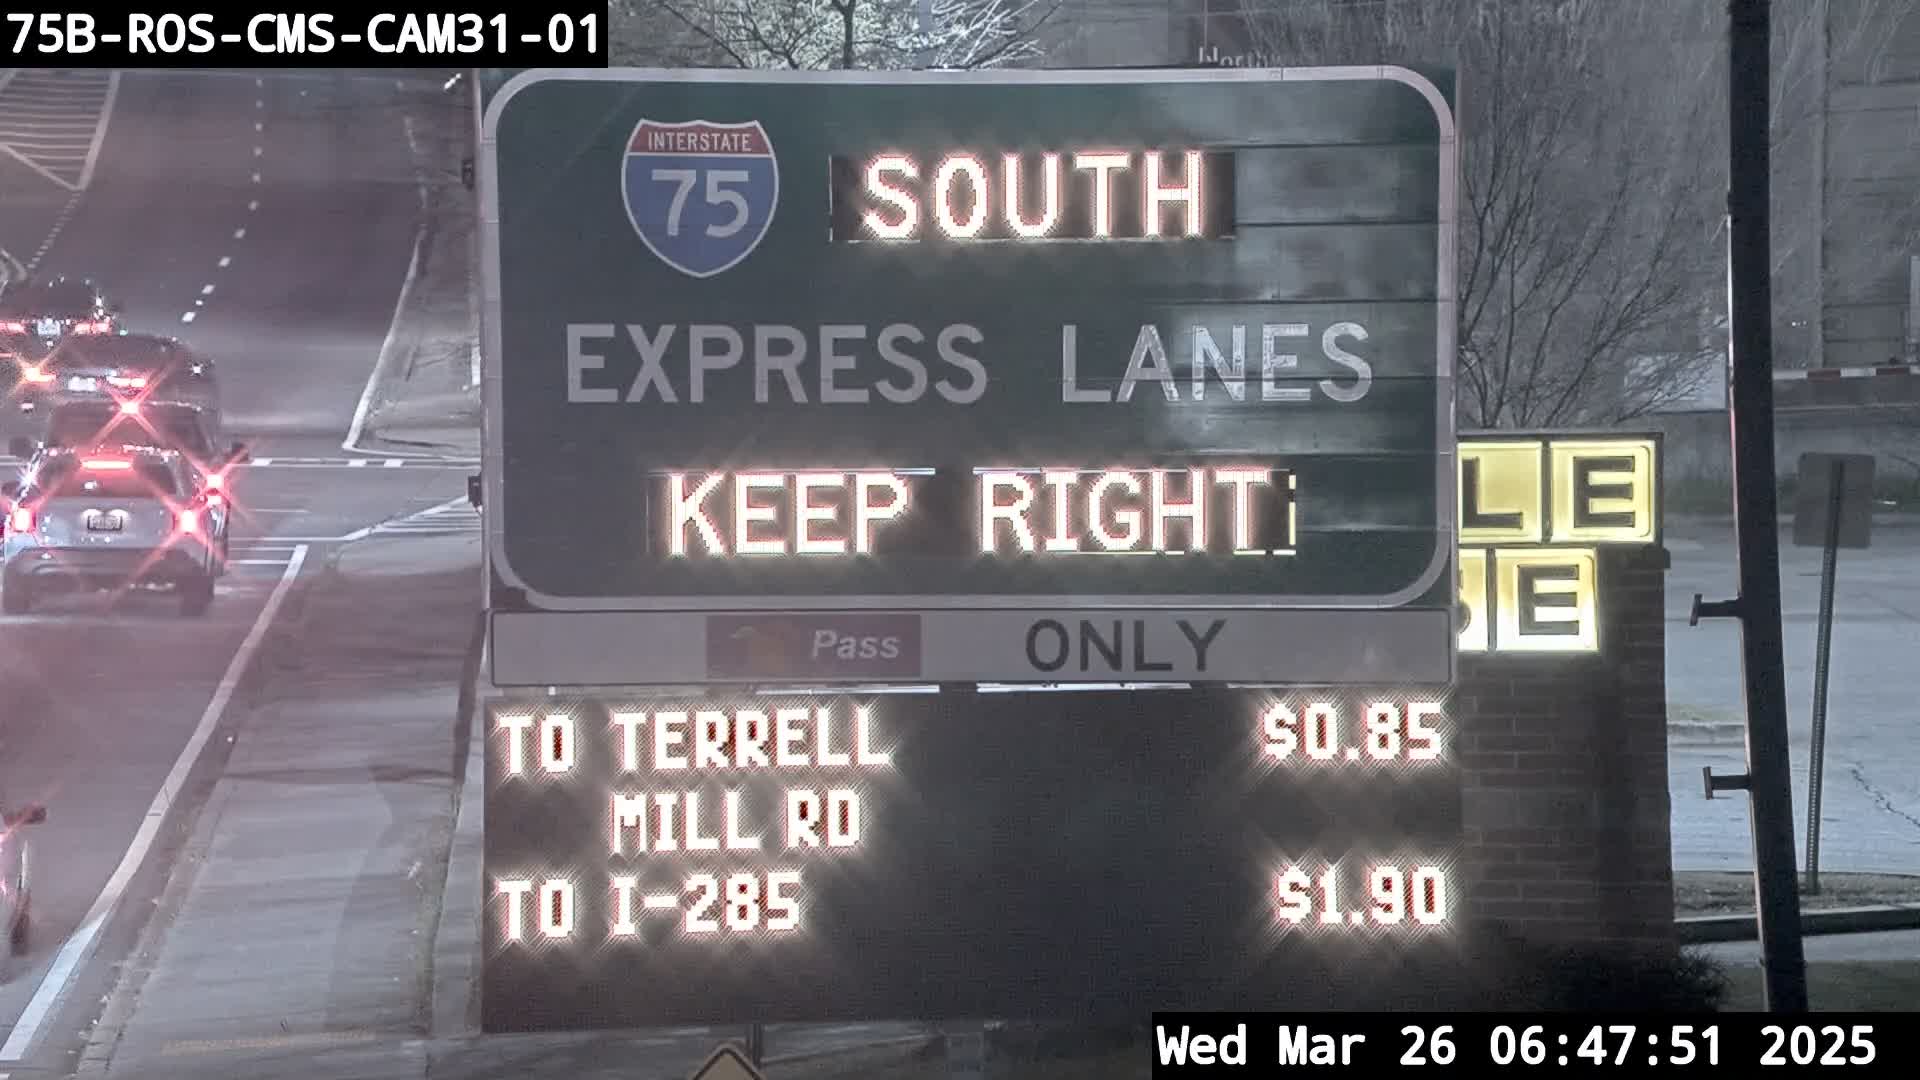 75B-ROS-CMS-CAM31-01
INTERSTATE
75
SOUTH
EXPRESS LANES
KEEP RIGHT
Pass ONLY
TO TERRELL $0.85
MILL RD
TO I-285 $1.90
LE
E
Wed Mar 26 06:47:51 2025